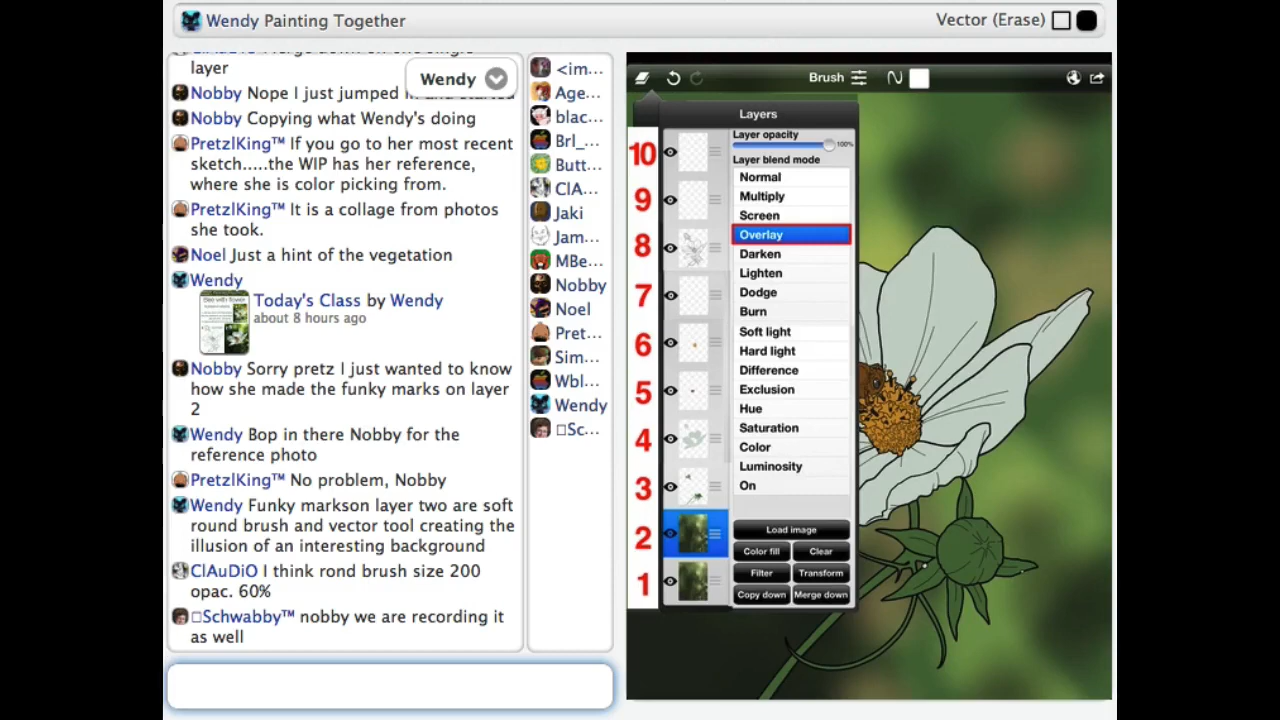 Wendy Painting Together
Vector (Erase)
layer
Wendy
Nobby Nope I just jumped in and started
Nobby Copying what Wendy's doing
PretzlKing™ If you go to her most recent
sketch.....the WIP has her reference,
where she is color picking from.
PretzlKing™ It is a collage from photos
she took.
Noel Just a hint of the vegetation
Wendy
Today's Class by Wendy
about 8 hours ago
Nobby Sorry pretz I just wanted to know
how she made the funky marks on layer
2
Wendy Bop in there Nobby for the
reference photo
PretzlKing™ No problem, Nobby
Wendy Funky markson layer two are soft
round brush and vector tool creating the
illusion of an interesting background
ClAuDiO I think rond brush size 200
opac. 60%
Schwabby™ nobby we are recording it
as well
<im...
Age...
blac...
Brl_...
Butt...
ClA...
Jaki
Jam...
MBe...
Nobby
Noel
Pret...
Sim...
Wbl...
Wendy
Sc...
Brush
Layers
10
9
8
7
6
5
4
3
2
1
Layer opacity
100%
Layer blend mode
Normal
Multiply
Screen
Overlay
Darken
Lighten
Dodge
Burn
Soft light
Hard light
Difference
Exclusion
Hue
Saturation
Color
Luminosity
On
Load image
Color fill Clear
Filter Transform
Copy down Merge down